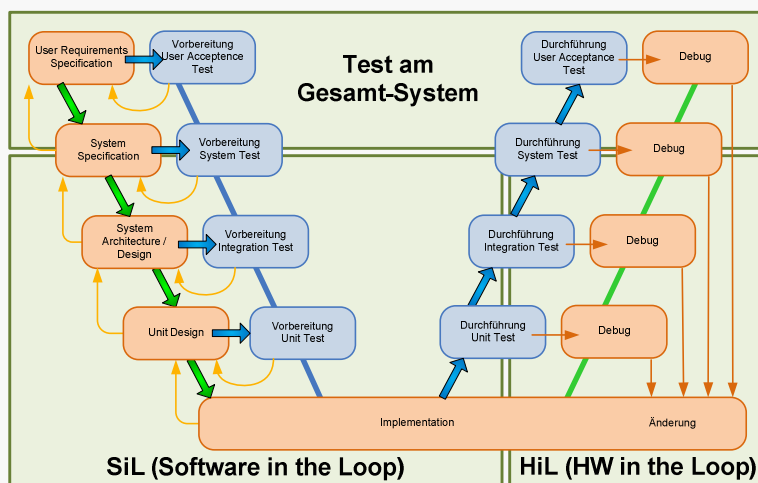 User Requirements
Specification
Vorbereitung
User Acceptance
Test
Test am
Gesamt-System
Durchführung
User Acceptance
Test
Debug
System
Specification
Vorbereitung
System Test
Durchführung
System Test
Debug
System
Architecture /
Design
Vorbereitung
Integration Test
Durchführung
Integration Test
Debug
Unit Design
Vorbereitung
Unit Test
Durchführung
Unit Test
Debug
Implementation
Änderung
SiL (Software in the Loop)
HiL (HW in the Loop)